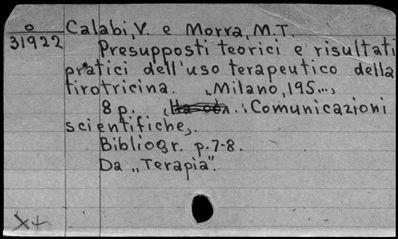 o
31922
Calabi, V. e Morra, M.T.
Presupposti teorici e risultati
pratici dell'uso terapeutico della
tirotricina. Milano, 195...,
8 p. : Comunicazioni
scientifiche,.
Bibliogr. p. 7-8.
Da „Terapia".